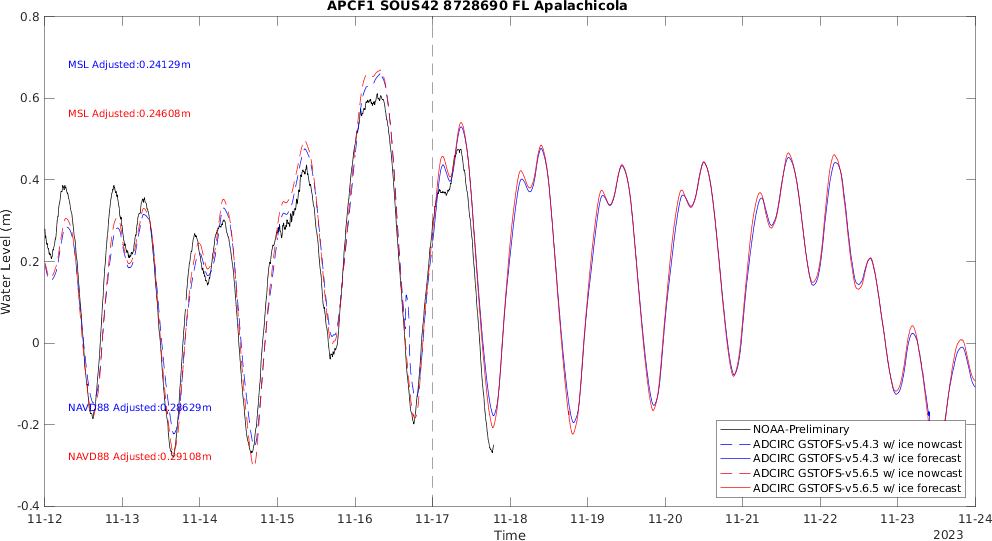 APCF1 SOUS42 8728690 FL Apalachicola
Water Level (m)
0.8
0.6
0.4
0.2
0
-0.2
-0.4
MSL Adjusted:0.24129m
MSL Adjusted:0.24608m
NAVD88 Adjusted:0.28629m
NAVD88 Adjusted:0.29108m
NOAA-Preliminary
ADCIRC GSTOFS-v5.4.3 w/ ice nowcast
ADCIRC GSTOFS-v5.4.3 w/ ice forecast
ADCIRC GSTOFS-v5.6.5 w/ ice nowcast
ADCIRC GSTOFS-v5.6.5 w/ ice forecast
11-12 11-13 11-14 11-15 11-16 11-17 11-18 11-19 11-20 11-21 11-22 11-23 11-24
Time
2023